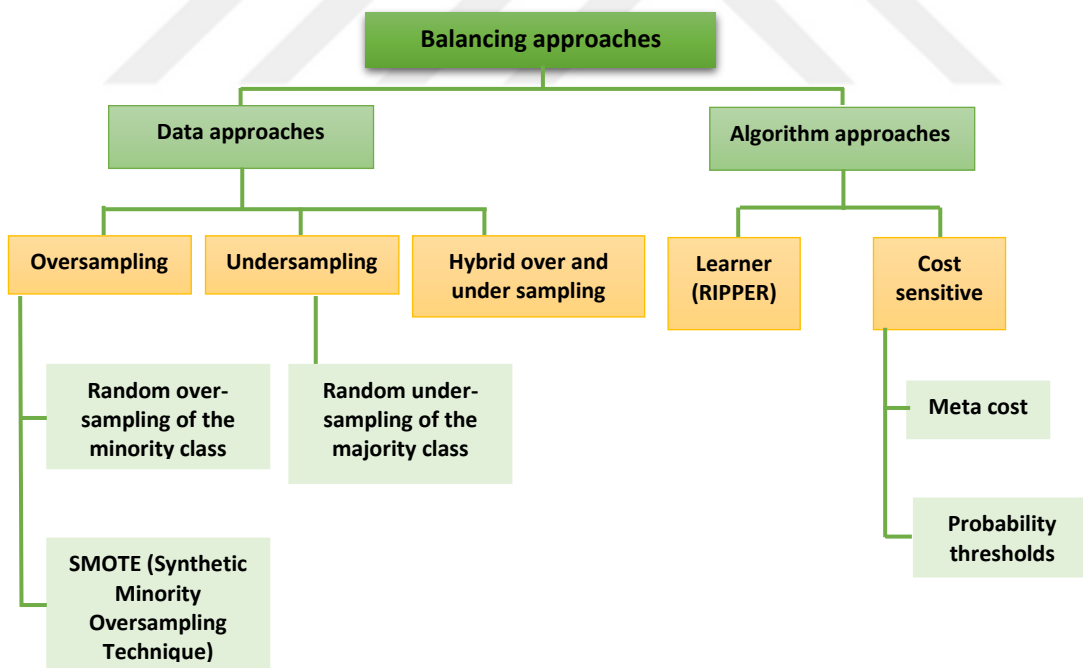 Balancing approaches
Data approaches
Algorithm approaches
Oversampling
Undersampling
Hybrid over and
under sampling
Learner
(RIPPER)
Cost
sensitive
Random over-
sampling of the
minority class
Random under-
sampling of the
majority class
Meta cost
SMOTE (Synthetic
Minority
Oversampling
Technique)
Probability
thresholds